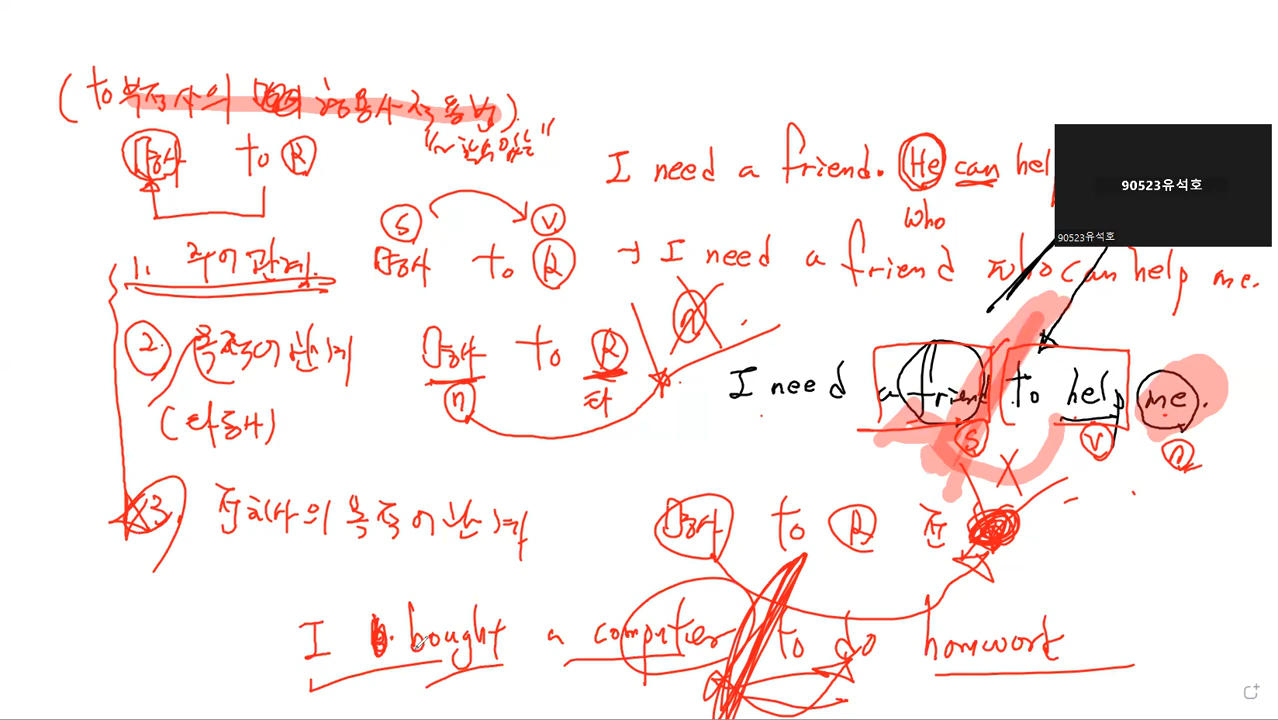 (to 부정사의 형용사적 용법).
"~ 할 수 있는"
명사 to R
I need a friend. He can hel
who
90523유석호
90523유석호
1. 주어 관계.
S V
명사 to R
→ I need a friend who can help me.
2. 목적어 관계
(타동사)
명사 to R
n 타
I need a friend to help me.
S V n
3. 전치사의 목적어 관계
명사 to R 전
I bought a computer to do homework